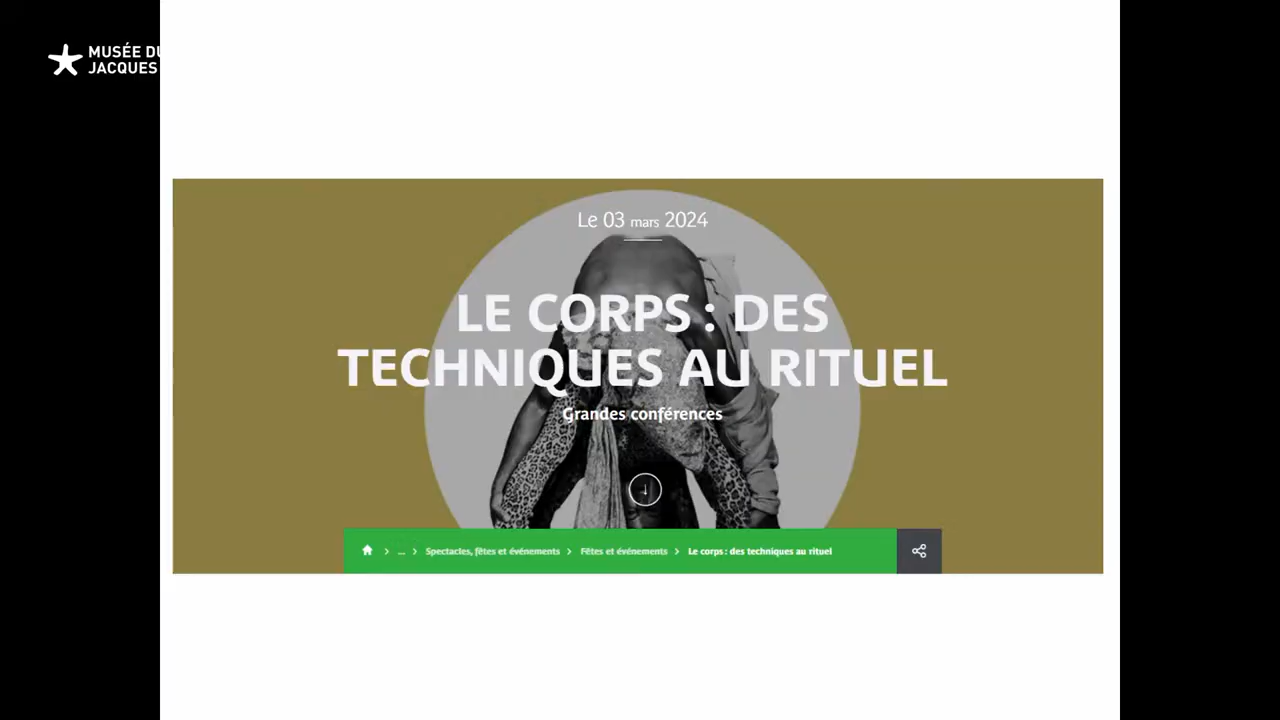 MUSÉE DU
JACQUES
Le 03 mars 2024
LE CORPS : DES
TECHNIQUES AU RITUEL
Grandes conférences
... Spectacles, fêtes et événements Fêtes et événements Le corps : des techniques au rituel